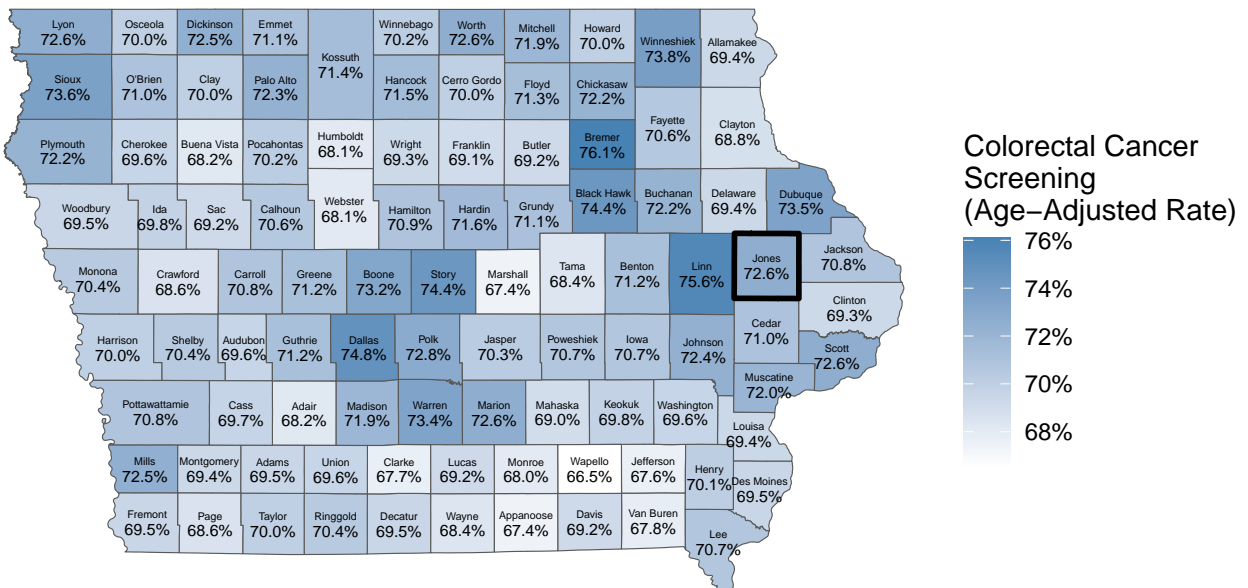 Lyon
72.6%
Osceola
70.0%
Dickinson
72.5%
Emmet
71.1%
Kossuth
71.4%
Winnebago
70.2%
Worth
72.6%
Mitchell
71.9%
Howard
70.0%
Winneshiek
73.8%
Allamakee
69.4%
Sioux
73.6%
O'Brien
71.0%
Clay
70.0%
Palo Alto
72.3%
Hancock
71.5%
Cerro Gordo
70.0%
Floyd
71.3%
Chickasaw
72.2%
Fayette
70.6%
Clayton
68.8%
Plymouth
72.2%
Cherokee
69.6%
Buena Vista
68.2%
Pocahontas
70.2%
Humboldt
68.1%
Wright
69.3%
Franklin
69.1%
Butler
69.2%
Bremer
76.1%
Woodbury
69.5%
Ida
69.8%
Sac
69.2%
Calhoun
70.6%
Webster
68.1%
Hamilton
70.9%
Hardin
71.6%
Grundy
71.1%
Black Hawk
74.4%
Buchanan
72.2%
Delaware
69.4%
Dubuque
73.5%
Monona
70.4%
Crawford
68.6%
Carroll
70.8%
Greene
71.2%
Boone
73.2%
Story
74.4%
Marshall
67.4%
Tama
68.4%
Benton
71.2%
Linn
75.6%
Jones
72.6%
Jackson
70.8%
Clinton
69.3%
Harrison
70.0%
Shelby
70.4%
Audubon
69.6%
Guthrie
71.2%
Dallas
74.8%
Polk
72.8%
Jasper
70.3%
Poweshiek
70.7%
Iowa
70.7%
Johnson
72.4%
Cedar
71.0%
Scott
72.6%
Muscatine
72.0%
Pottawattamie
70.8%
Cass
69.7%
Adair
68.2%
Madison
71.9%
Warren
73.4%
Marion
72.6%
Mahaska
69.0%
Keokuk
69.8%
Washington
69.6%
Louisa
69.4%
Mills
72.5%
Montgomery
69.4%
Adams
69.5%
Union
69.6%
Clarke
67.7%
Lucas
69.2%
Monroe
68.0%
Wapello
66.5%
Jefferson
67.6%
Henry
70.1%
Des Moines
69.5%
Fremont
69.5%
Page
68.6%
Taylor
70.0%
Ringgold
70.4%
Decatur
69.5%
Wayne
68.4%
Appanoose
67.4%
Davis
69.2%
Van Buren
67.8%
Lee
70.7%
Colorectal Cancer
Screening
(Age−Adjusted Rate)
76%
74%
72%
70%
68%